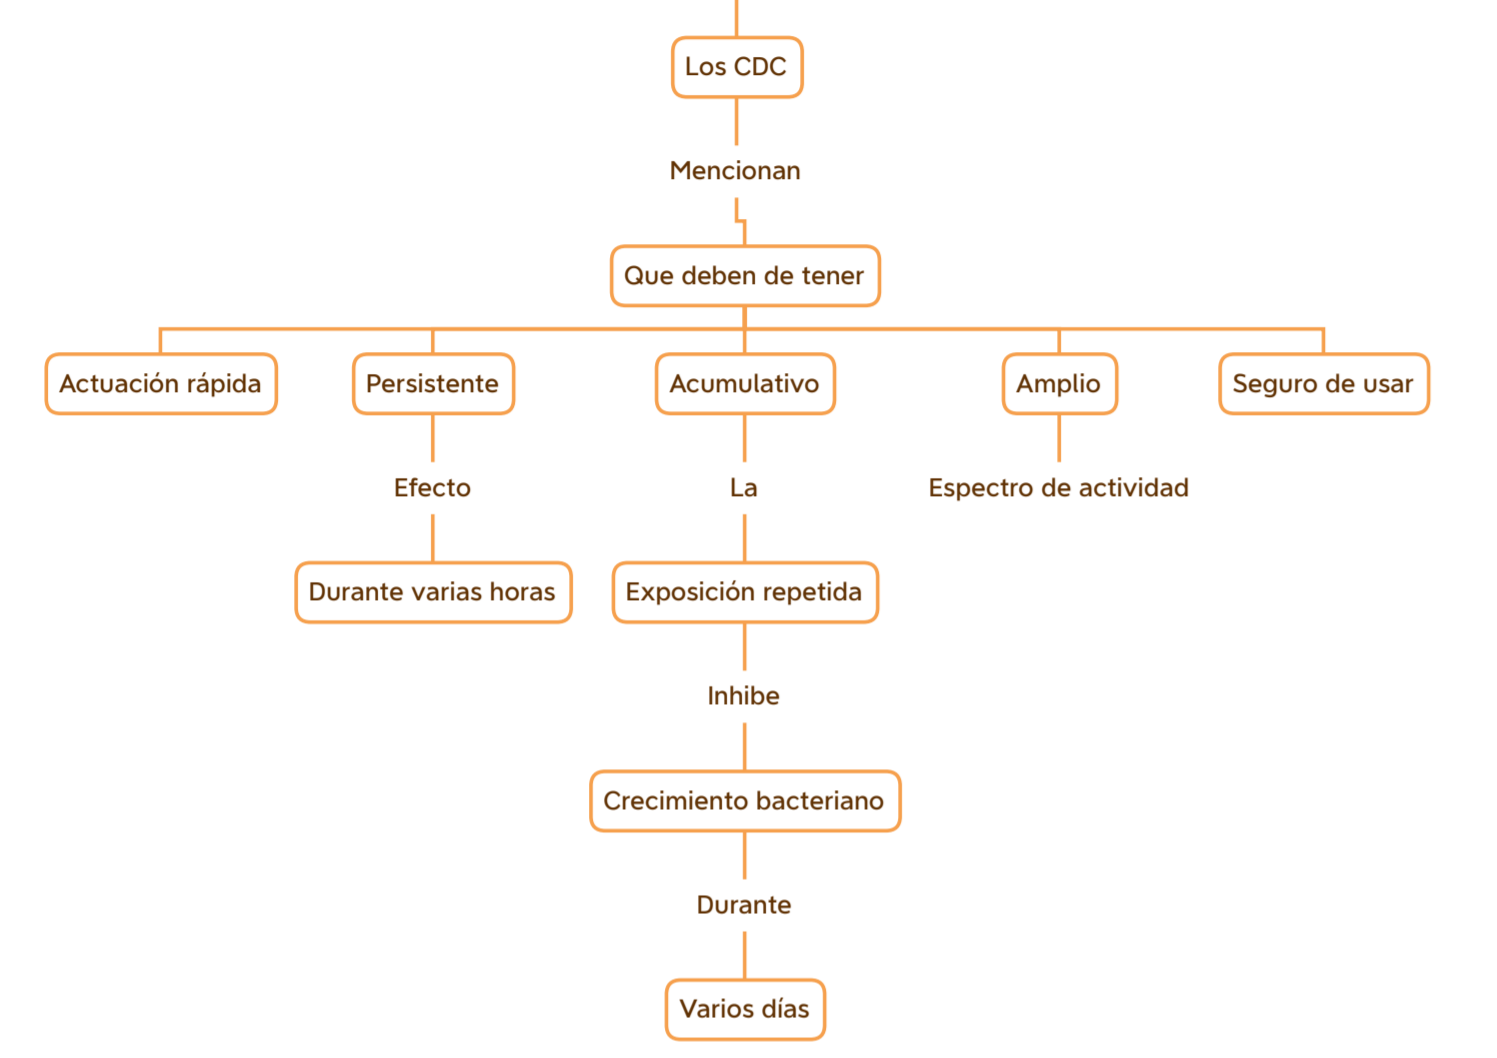 Los CDC
Mencionan
Que deben de tener
Actuación rápida
Persistente
Acumulativo
Amplio
Seguro de usar
Efecto
La
Espectro de actividad
Durante varias horas
Exposición repetida
Inhibe
Crecimiento bacteriano
Durante
Varios días